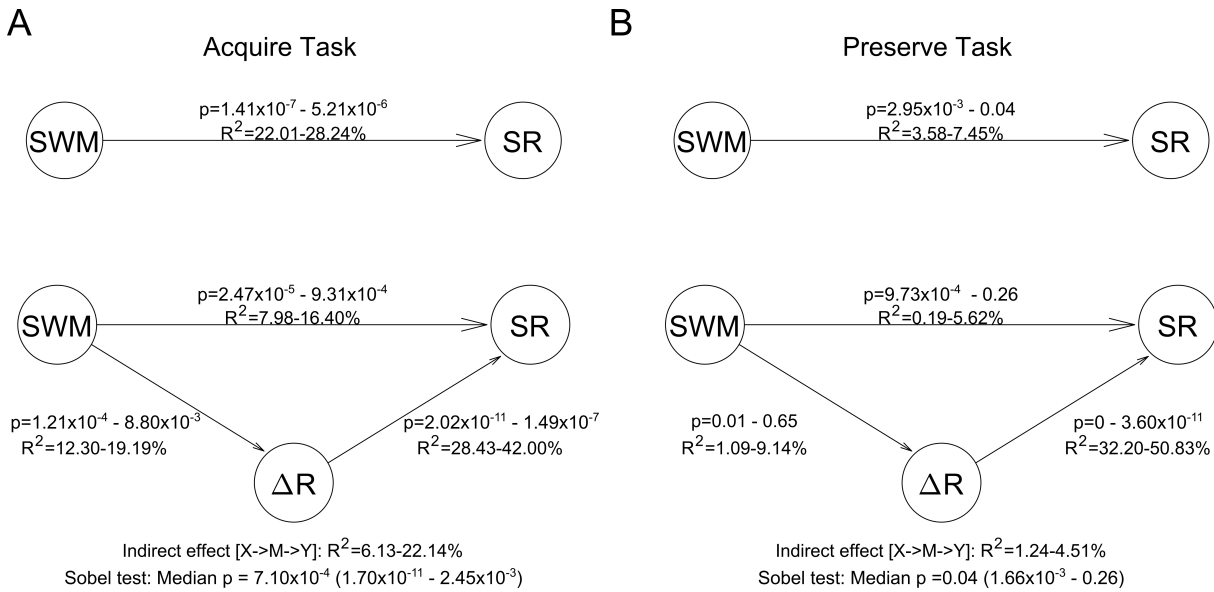 A
Acquire Task
p=1.41x10⁻⁷ - 5.21x10⁻⁶
R²=22.01-28.24%
SWM
SR
p=2.47x10⁻⁵ - 9.31x10⁻⁴
R²=7.98-16.40%
SWM
SR
p=1.21x10⁻⁴ - 8.80x10⁻³
R²=12.30-19.19%
p=2.02x10⁻¹¹ - 1.49x10⁻⁷
R²=28.43-42.00%
ΔR
Indirect effect [X->M->Y]: R²=6.13-22.14%
Sobel test: Median p = 7.10x10⁻⁴ (1.70x10⁻¹¹ - 2.45x10⁻³)
B
Preserve Task
p=2.95x10⁻³ - 0.04
R²=3.58-7.45%
SWM
SR
p=9.73x10⁻⁴ - 0.26
R²=0.19-5.62%
SWM
SR
p=0.01 - 0.65
R²=1.09-9.14%
p=0 - 3.60x10⁻¹¹
R²=32.20-50.83%
ΔR
Indirect effect [X->M->Y]: R²=1.24-4.51%
Sobel test: Median p =0.04 (1.66x10⁻³ - 0.26)